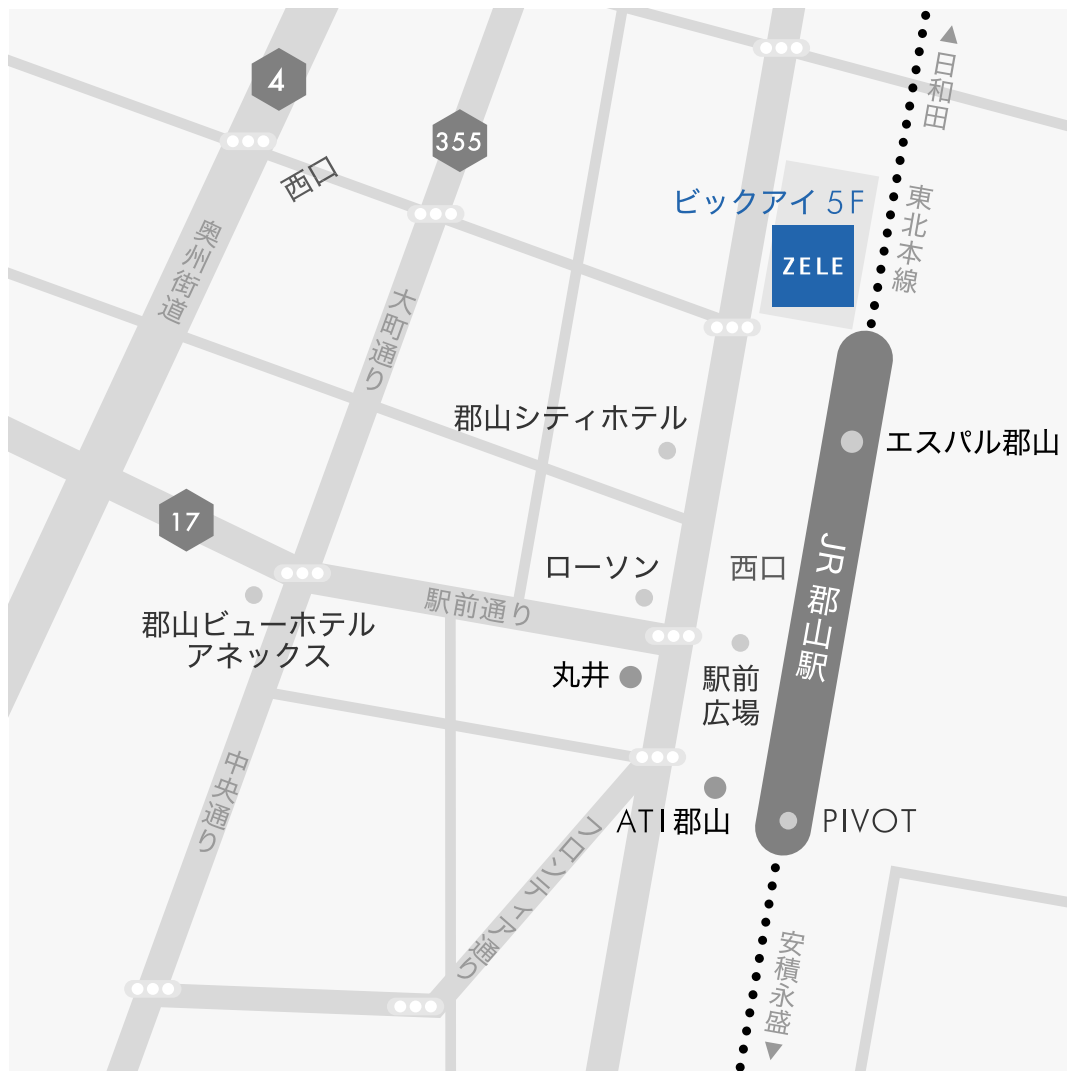 4
355
西口
日和田
東北本線
ビックアイ 5F
ZELE
奥州街道
大町通り
郡山シティホテル
エスパル郡山
17
JR 郡山駅
ローソン
西口
駅前通り
郡山ビューホテル
アネックス
丸井
駅前
広場
中央通り
ATI郡山
PIVOT
フロンティア通り
安積永盛